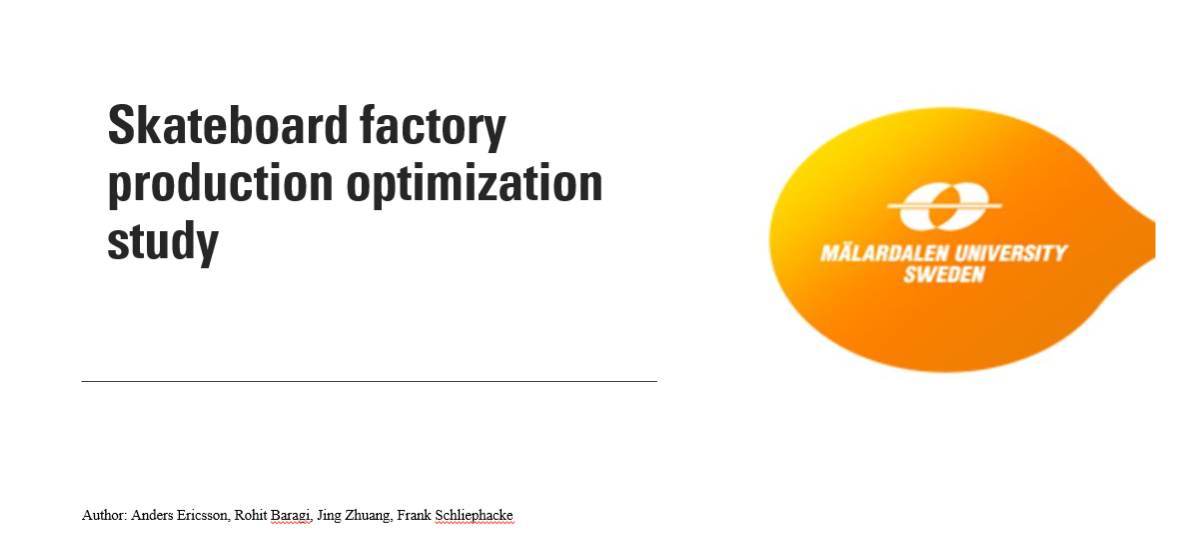 Skateboard factory
production optimization
study
MÄLARDALEN UNIVERSITY
SWEDEN
Author: Anders Ericsson, Rohit Baragi, Jing Zhuang, Frank Schliephacke